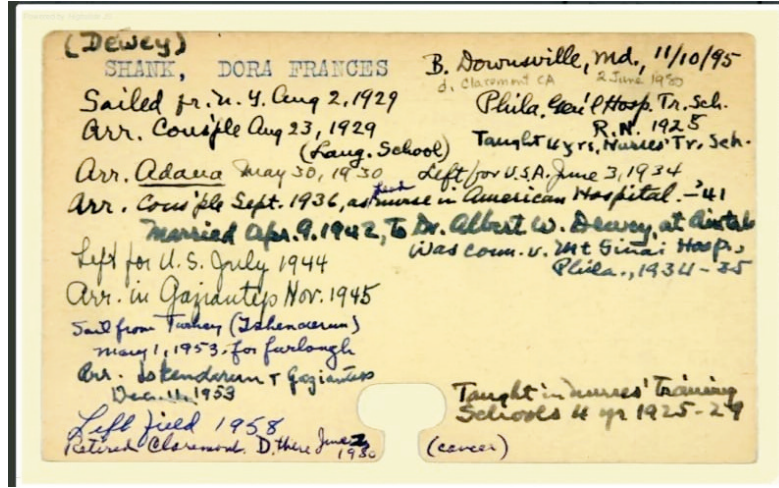 (Dewey)
SHANK, DORA FRANCES
B. Downsville, Md., 11/10/95
d. Claremont CA 2 June 1980
Sailed fr. N.Y. Aug 2, 1929
Phila. Gen'l Hosp. Tr. Sch.
R.N. 1925
Arr. Cons'ple Aug 23, 1929
Taught 4 yrs, Nurses' Tr. Sch.
(Lang. School)
Arr. Adana May 30, 1930
Left for U.S.A. June 3, 1934
Arr. Cons'ple Sept. 1936, as nurse in American Hospital. - '41
Married Apr. 9. 1942, to Dr. Albert W. Dewey, at Aintab
Was conn. w. Mt Sinai Hosp.,
Phila., 1934-35
Left for U.S. July 1944
Arr. in Gaziantep Nov. 1945
Sail from Turkey (Iskenderun)
May 1, 1953. for furlough
Arr. Iskenderun & Gaziantep
Dec. 11, 1953
Taught in nurses' Training
Schools 4 yr 1925-29
Left field 1958
Retired Claremont. D. there June 2
1980
(cancer)